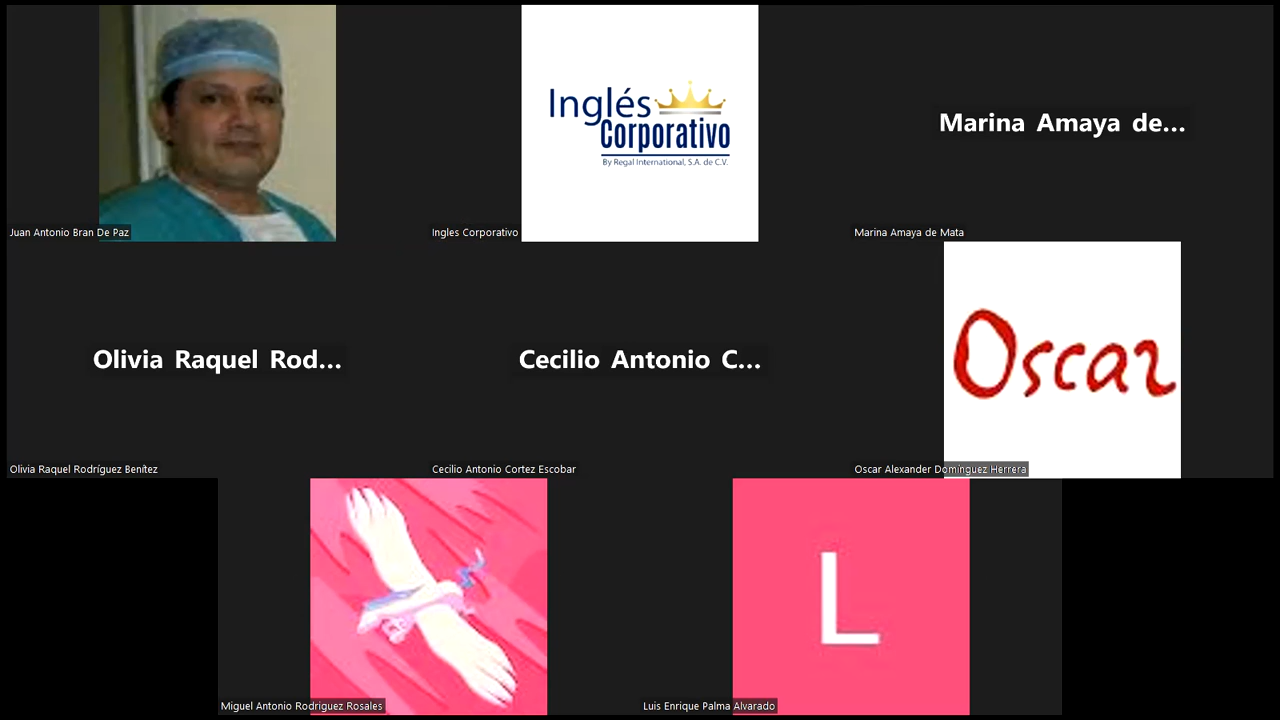 Juan Antonio Bran De Paz
Inglés
Corporativo
By Regal International, S.A. de C.V.
Ingles Corporativo
Marina Amaya de...
Marina Amaya de Mata
Olivia Raquel Rod...
Olivia Raquel Rodríguez Benítez
Cecilio Antonio C...
Cecilio Antonio Cortez Escobar
Oscar
Oscar Alexander Domínguez Herrera
Miguel Antonio Rodriguez Rosales
L
Luis Enrique Palma Alvarado